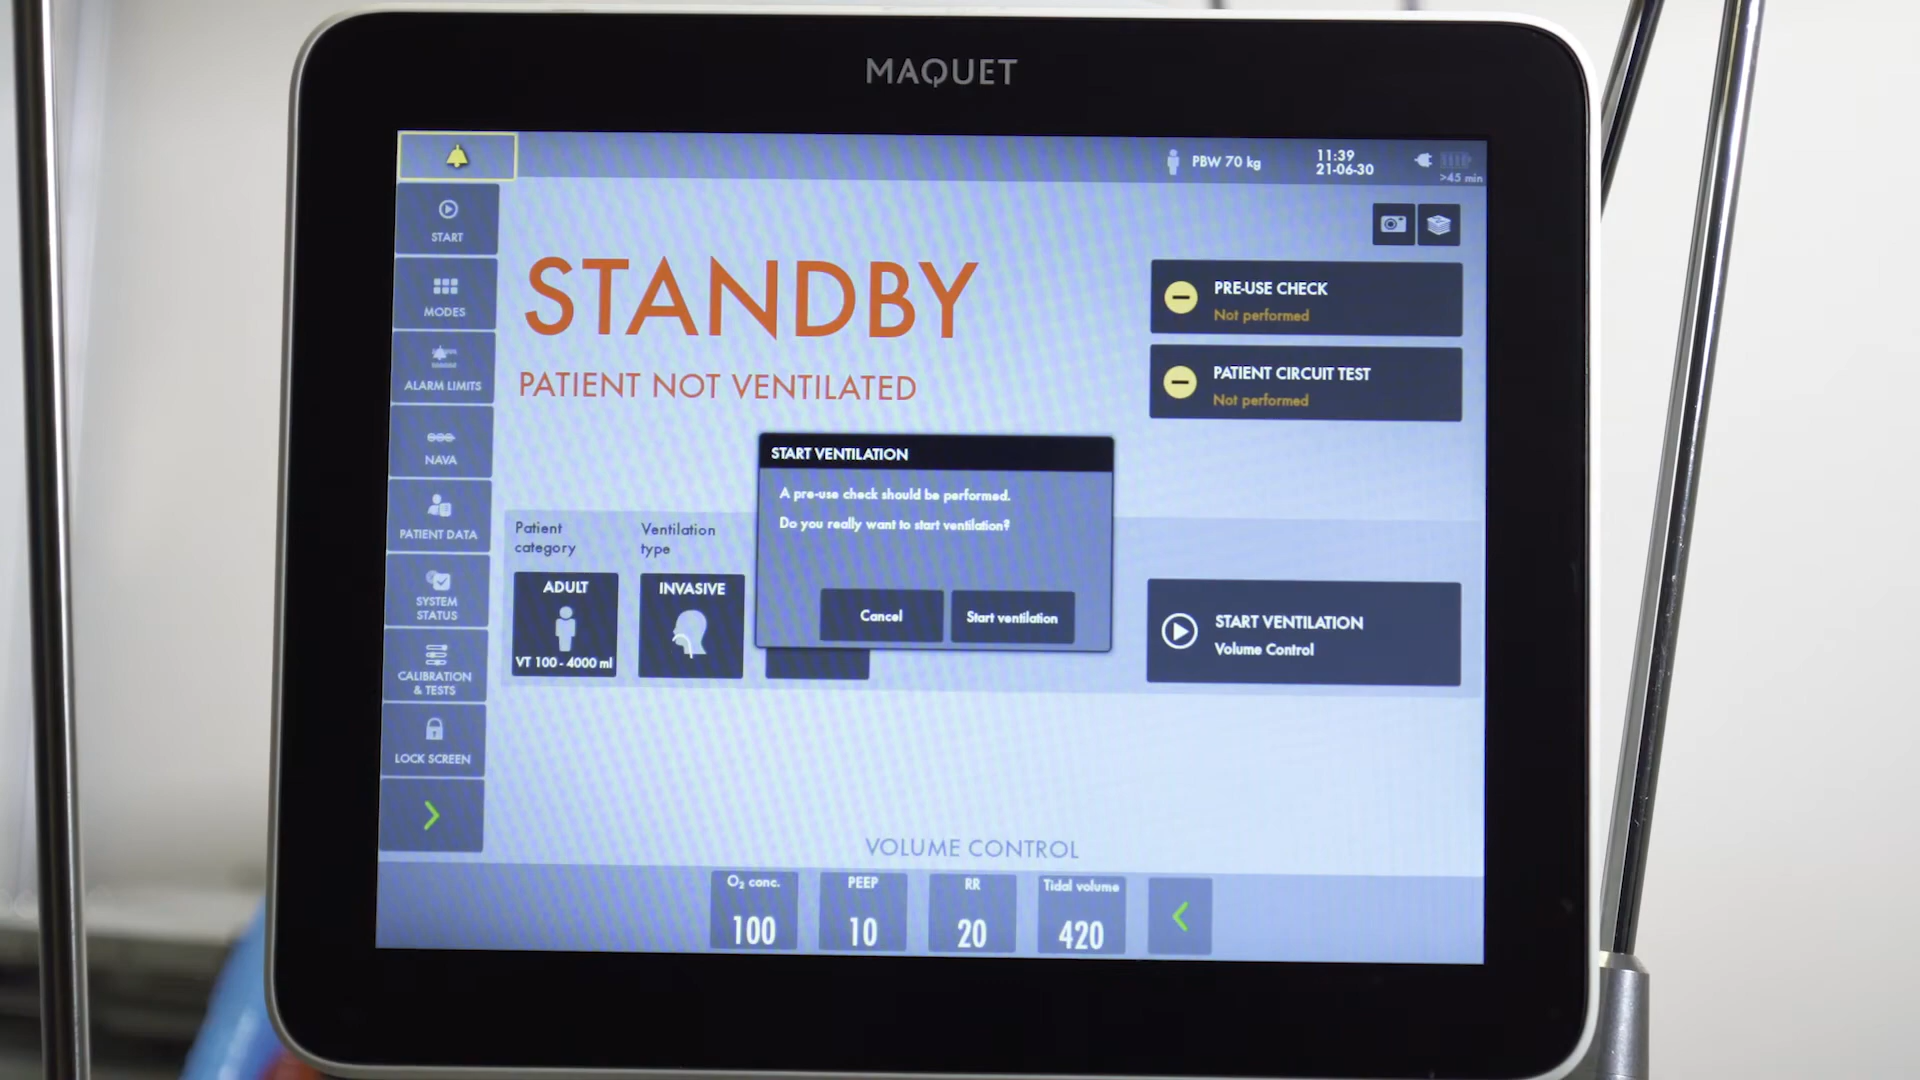 MAQUET
PBW 70 kg
11:39
21-06-30
>45 min
START
MODES
ALARM LIMITS
NAVA
PATIENT DATA
SYSTEM
STATUS
CALIBRATION
& TESTS
LOCK SCREEN
STANDBY
PATIENT NOT VENTILATED
PRE-USE CHECK
Not performed
PATIENT CIRCUIT TEST
Not performed
START VENTILATION
A pre-use check should be performed.
Do you really want to start ventilation?
Cancel
Start ventilation
Patient
category
Ventilation
type
ADULT
VT 100 - 4000 ml
INVASIVE
START VENTILATION
Volume Control
VOLUME CONTROL
O₂ conc.
100
PEEP
10
RR
20
Tidal volume
420